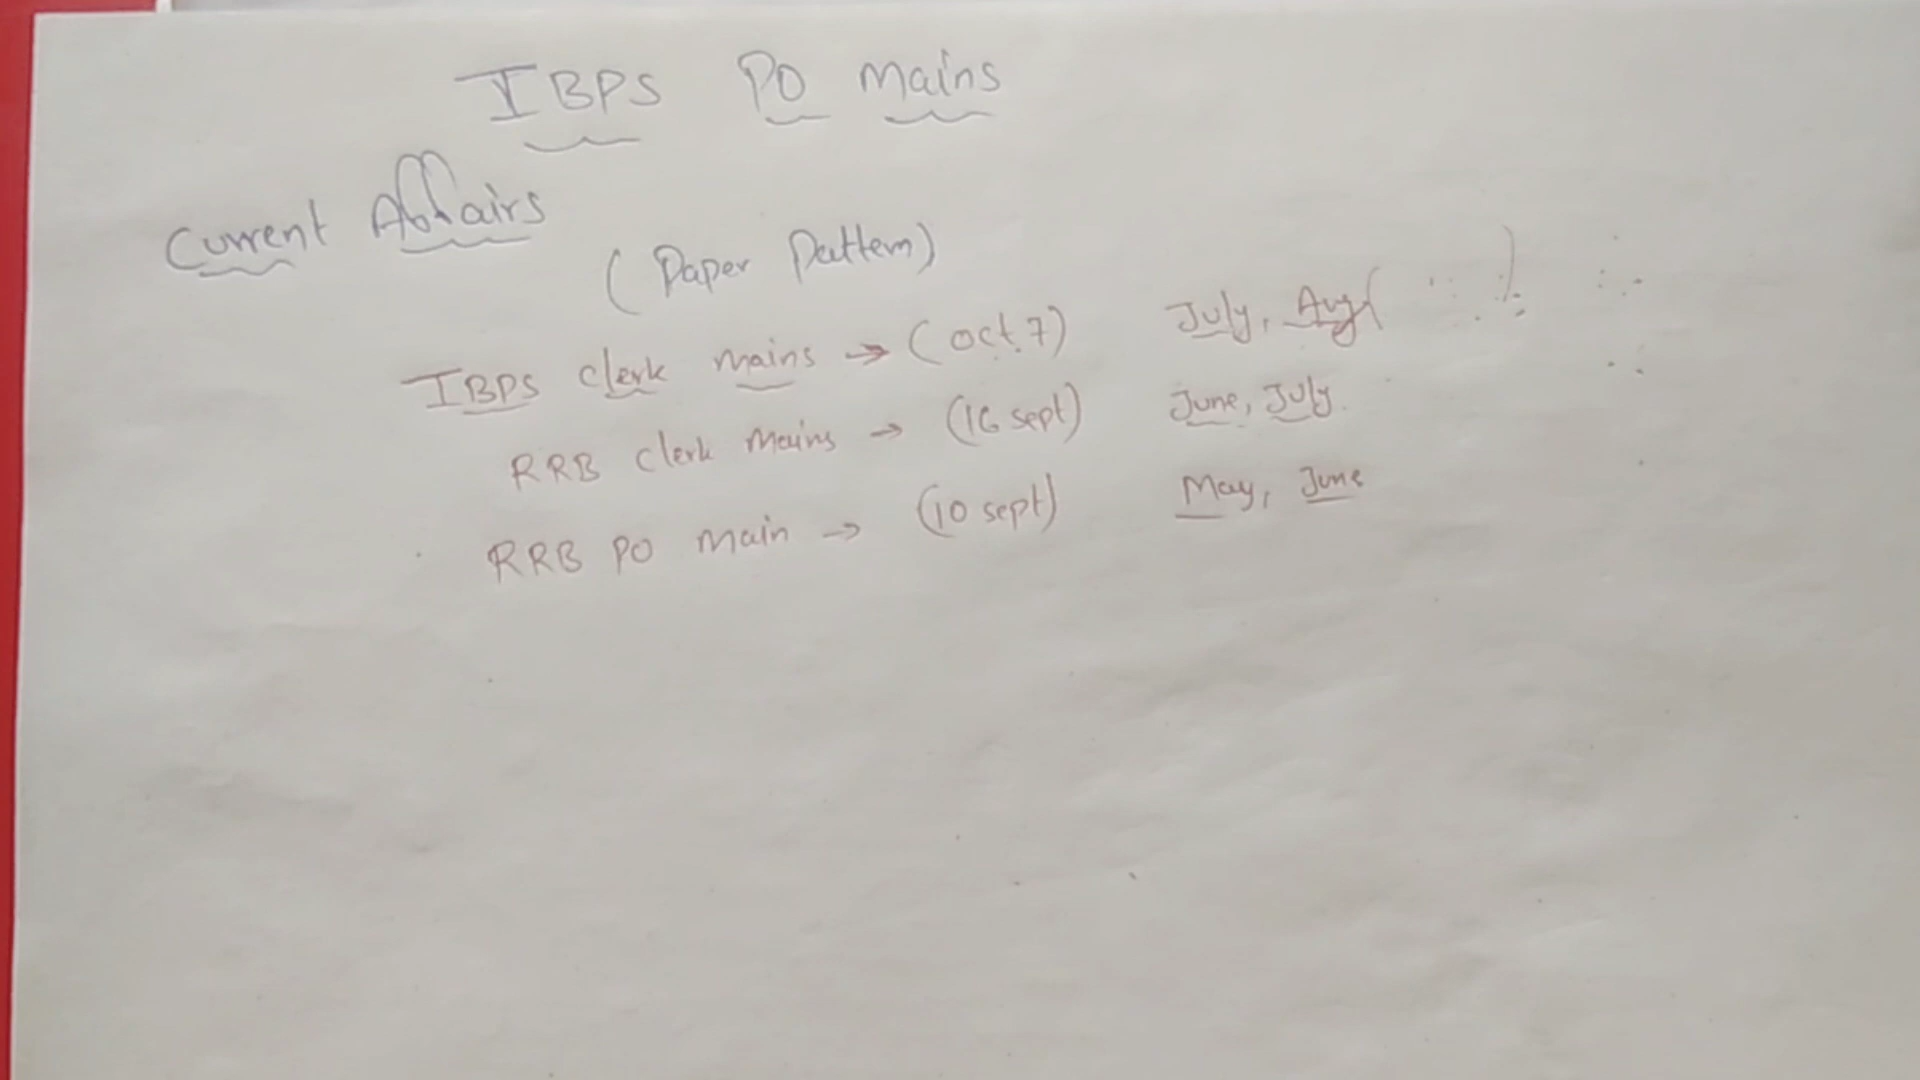 IBPS PO Mains
Current Affairs
(Paper Pattern)
IBPS clerk mains → (oct.7) July, Aug( )
RRB clerk Mains → (16 sept) June, July.
RRB PO main → (10 sept) May, June